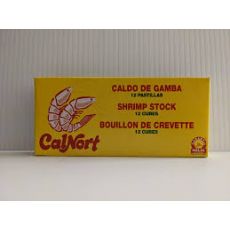 CALDO DE GAMBA
12 PASTILLAS
SHRIMP STOCK
12 CUBES
BOUILLON DE CREVETTE
12 CUBES
CalNort